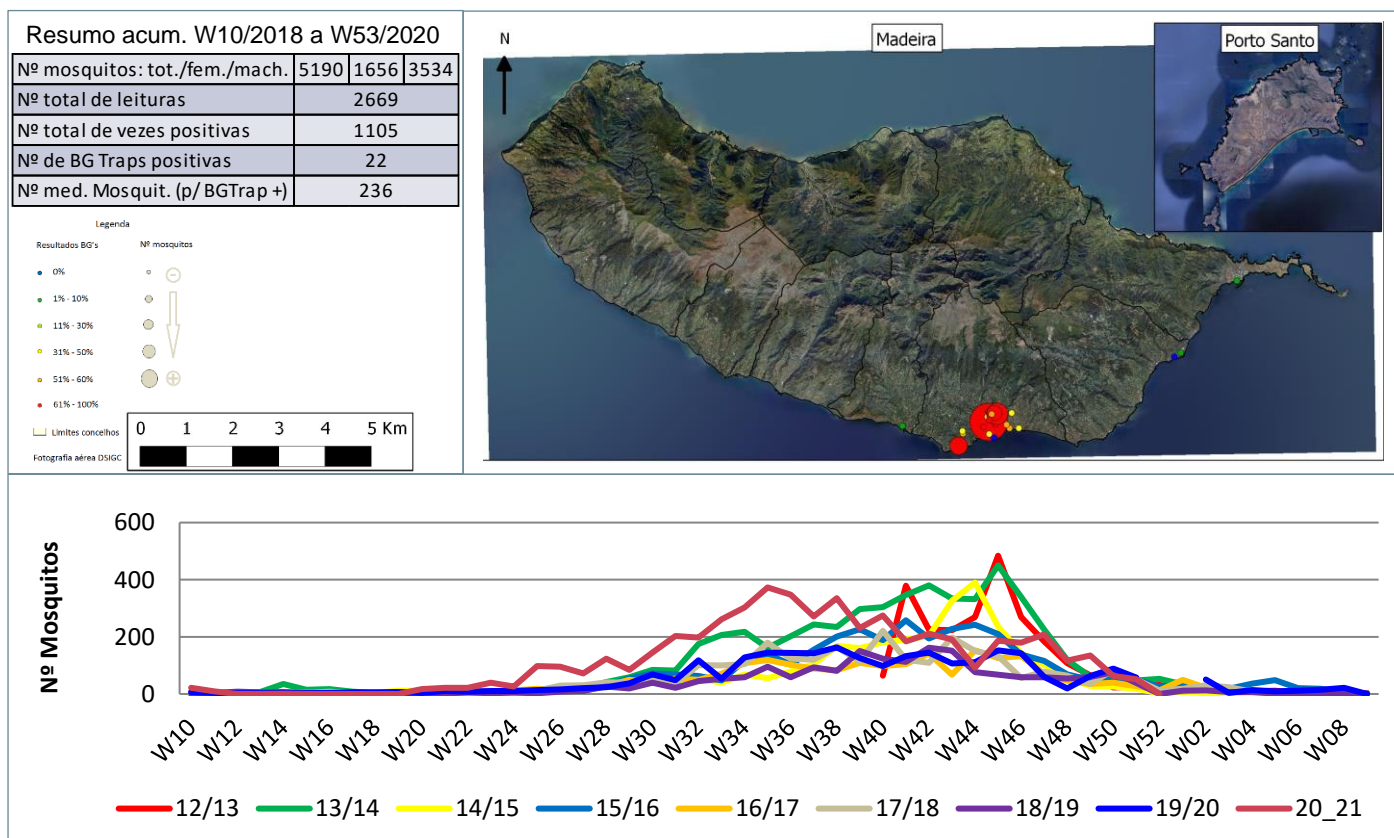 Resumo acum. W10/2018 a W53/2020
Nº mosquitos: tot./fem./mach. 5190 1656 3534
Nº total de leituras 2669
Nº total de vezes positivas 1105
Nº de BG Traps positivas 22
Nº med. Mosquit. (p/ BGTrap +) 236
Legenda
Resultados BG's Nº mosquitos
0%
1% - 10%
11% - 30%
31% - 50%
51% - 60%
61% - 100%
Limites concelhos
Fotografia aérea DSIGC
0 1 2 3 4 5 Km
N
Madeira
Porto Santo
Nº Mosquitos
600
400
200
0
W10 W12 W14 W16 W18 W20 W22 W24 W26 W28 W30 W32 W34 W36 W38 W40 W42 W44 W46 W48 W50 W52 W02 W04 W06 W08
12/13 13/14 14/15 15/16 16/17 17/18 18/19 19/20 20_21